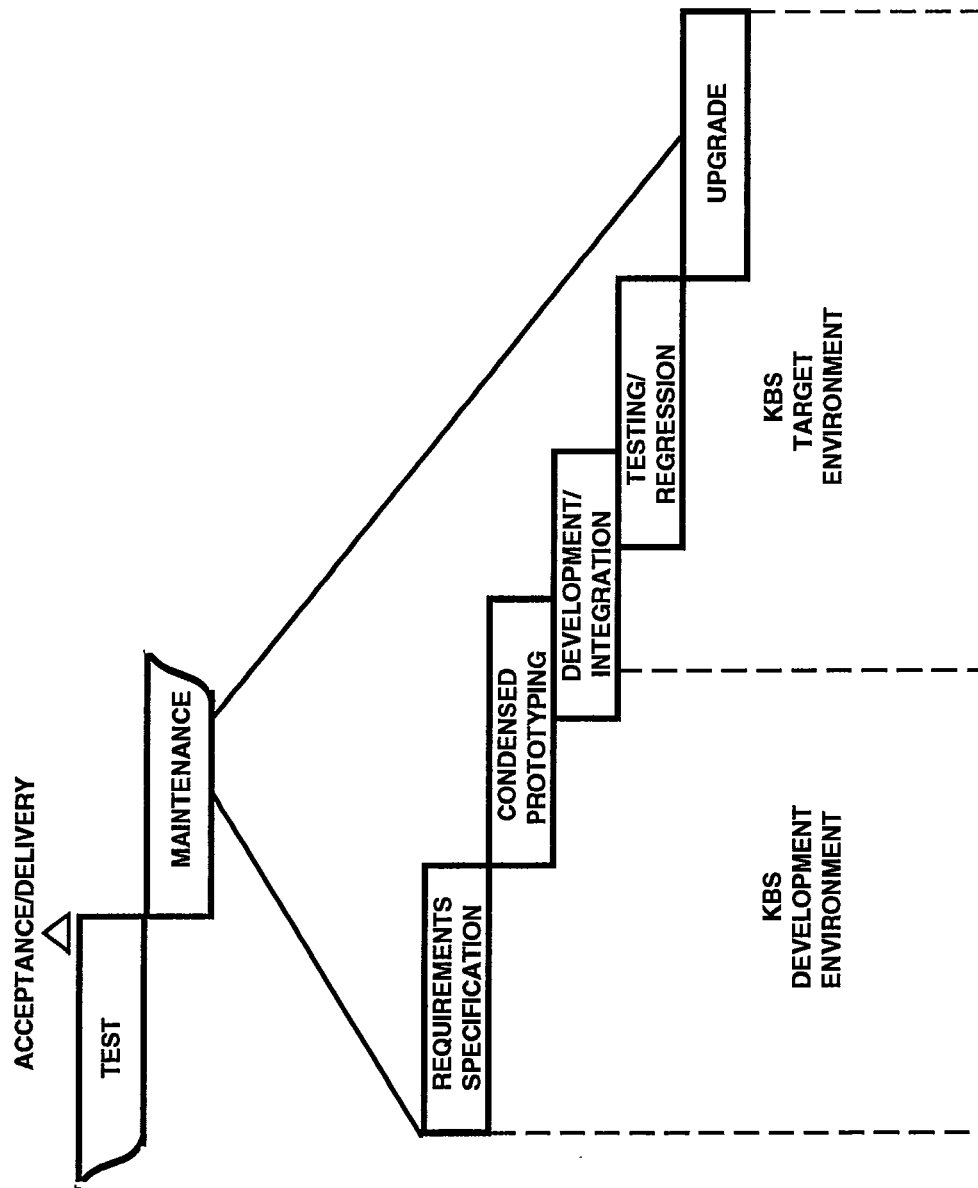 ACCEPTANCE/DELIVERY
TEST
MAINTENANCE
REQUIREMENTS
SPECIFICATION
CONDENSED
PROTOTYPING
DEVELOPMENT/
INTEGRATION
TESTING/
REGRESSION
UPGRADE
KBS
DEVELOPMENT
ENVIRONMENT
KBS
TARGET
ENVIRONMENT